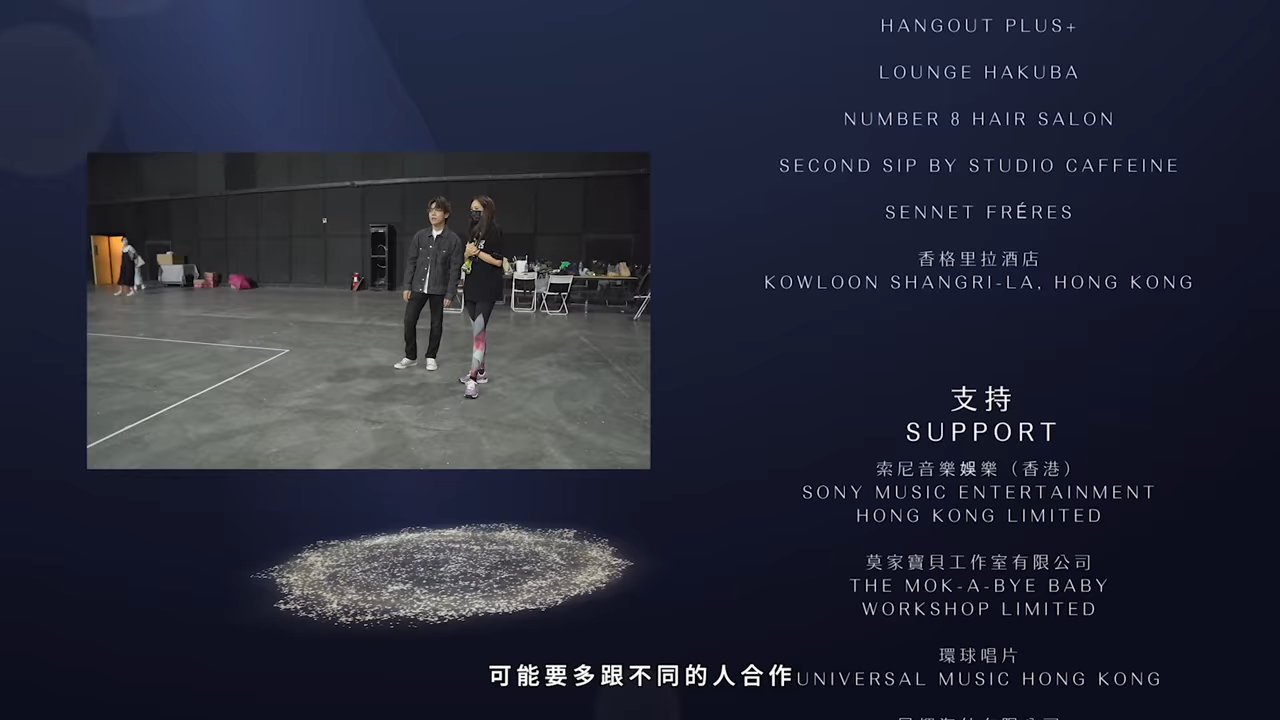 HANGOUT PLUS+
LOUNGE HAKUBA
NUMBER 8 HAIR SALON
SECOND SIP BY STUDIO CAFFEINE
SENNET FRÉRES
香格里拉酒店
KOWLOON SHANGRI-LA, HONG KONG
支持
SUPPORT
索尼音樂娛樂（香港）
SONY MUSIC ENTERTAINMENT
HONG KONG LIMITED
莫家寶貝工作室有限公司
THE MOK-A-BYE BABY
WORKSHOP LIMITED
環球唱片
UNIVERSAL MUSIC HONG KONG
可能要多跟不同的人合作